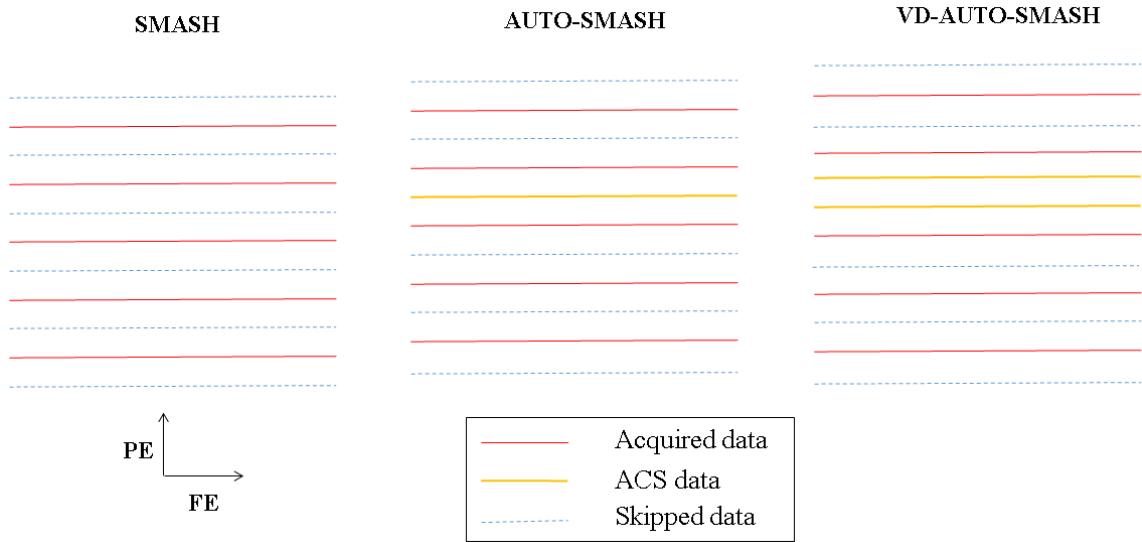 SMASH
AUTO-SMASH
VD-AUTO-SMASH
PE
FE
Acquired data
ACS data
Skipped data